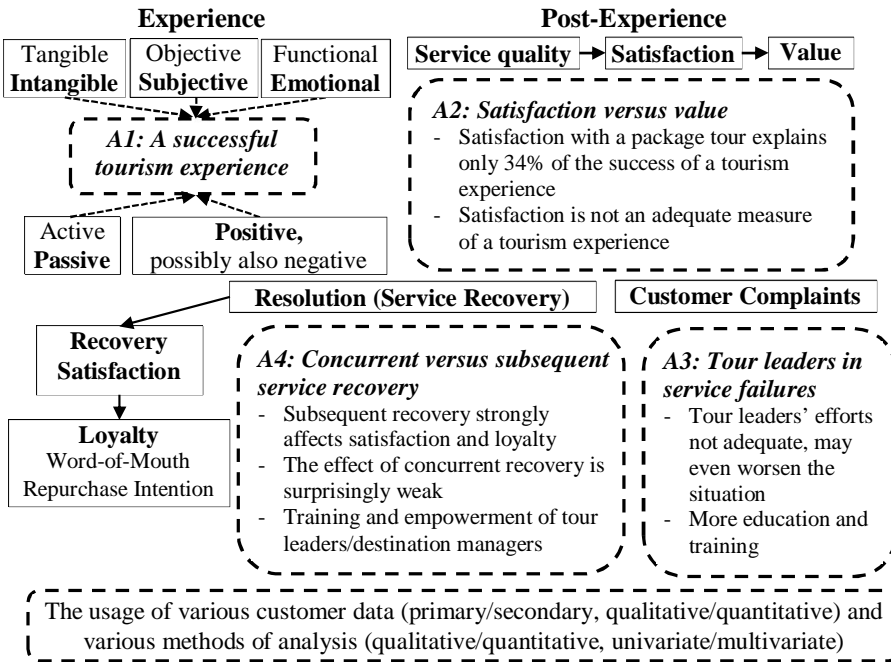 Experience
Tangible
Intangible
Objective
Subjective
Functional
Emotional
A1: A successful
tourism experience
Active
Passive
Positive,
possibly also negative
Post-Experience
Service quality
Satisfaction
Value
A2: Satisfaction versus value
- Satisfaction with a package tour explains
only 34% of the success of a tourism
experience
- Satisfaction is not an adequate measure
of a tourism experience
Resolution (Service Recovery)
Customer Complaints
Recovery
Satisfaction
Loyalty
Word-of-Mouth
Repurchase Intention
A4: Concurrent versus subsequent
service recovery
- Subsequent recovery strongly
affects satisfaction and loyalty
- The effect of concurrent recovery is
surprisingly weak
- Training and empowerment of tour
leaders/destination managers
A3: Tour leaders in
service failures
- Tour leaders’ efforts
not adequate, may
even worsen the
situation
- More education and
training
The usage of various customer data (primary/secondary, qualitative/quantitative) and
various methods of analysis (qualitative/quantitative, univariate/multivariate)